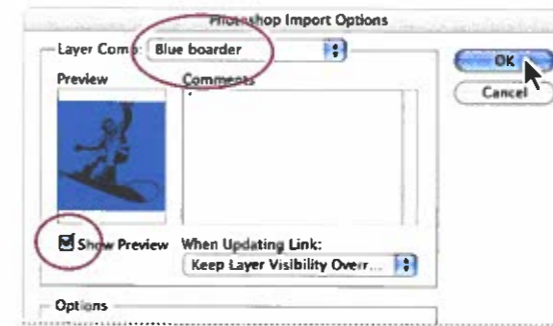 Photoshop Import Options
Layer Comp: Blue boarder
OK
Preview
Comments
Cancel
Show Preview
When Updating Link:
Keep Layer Visibility Overr...
Options